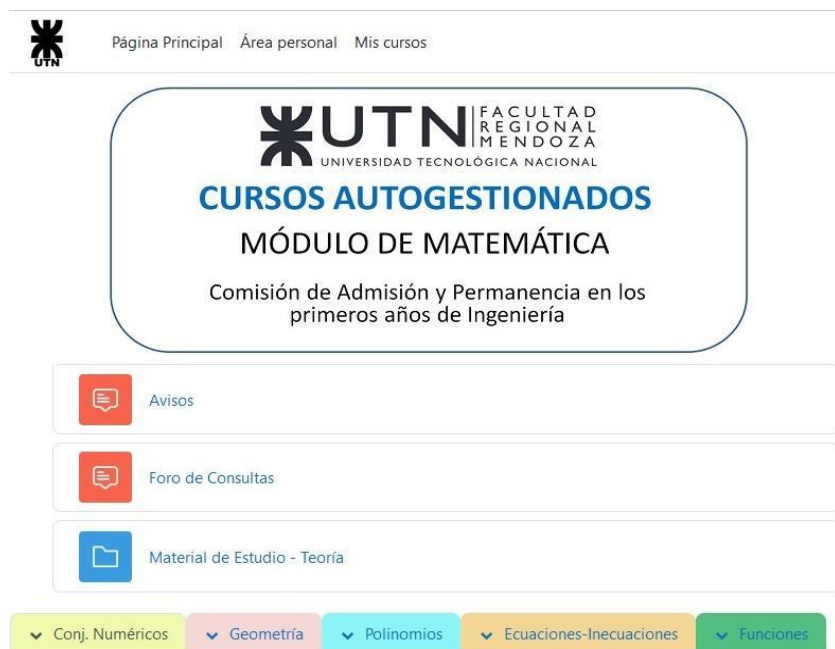 UTN
Página Principal Área personal Mis cursos
UTN
FACULTAD
REGIONAL
MENDOZA
UNIVERSIDAD TECNOLÓGICA NACIONAL
CURSOS AUTOGESTIONADOS
MÓDULO DE MATEMÁTICA
Comisión de Admisión y Permanencia en los
primeros años de Ingeniería
Avisos
Foro de Consultas
Material de Estudio - Teoría
Conj. Numéricos Geometría Polinomios Ecuaciones-Inecuaciones Funciones